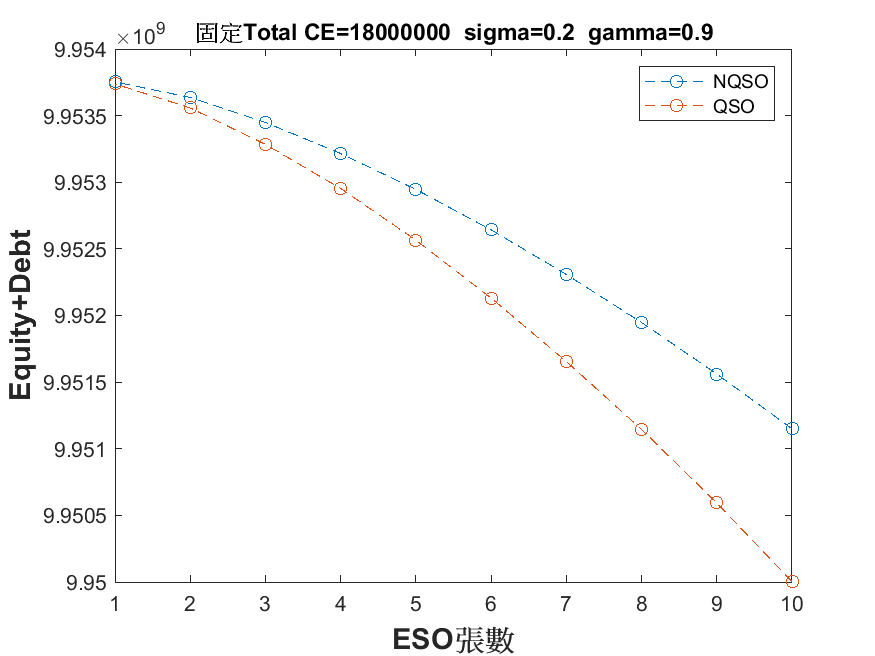 固定Total CE=18000000 sigma=0.2 gamma=0.9
×10⁹
NQSO
QSO
9.954
9.9535
9.953
9.9525
9.952
9.9515
9.951
9.9505
9.95
Equity+Debt
1 2 3 4 5 6 7 8 9 10
ESO張數